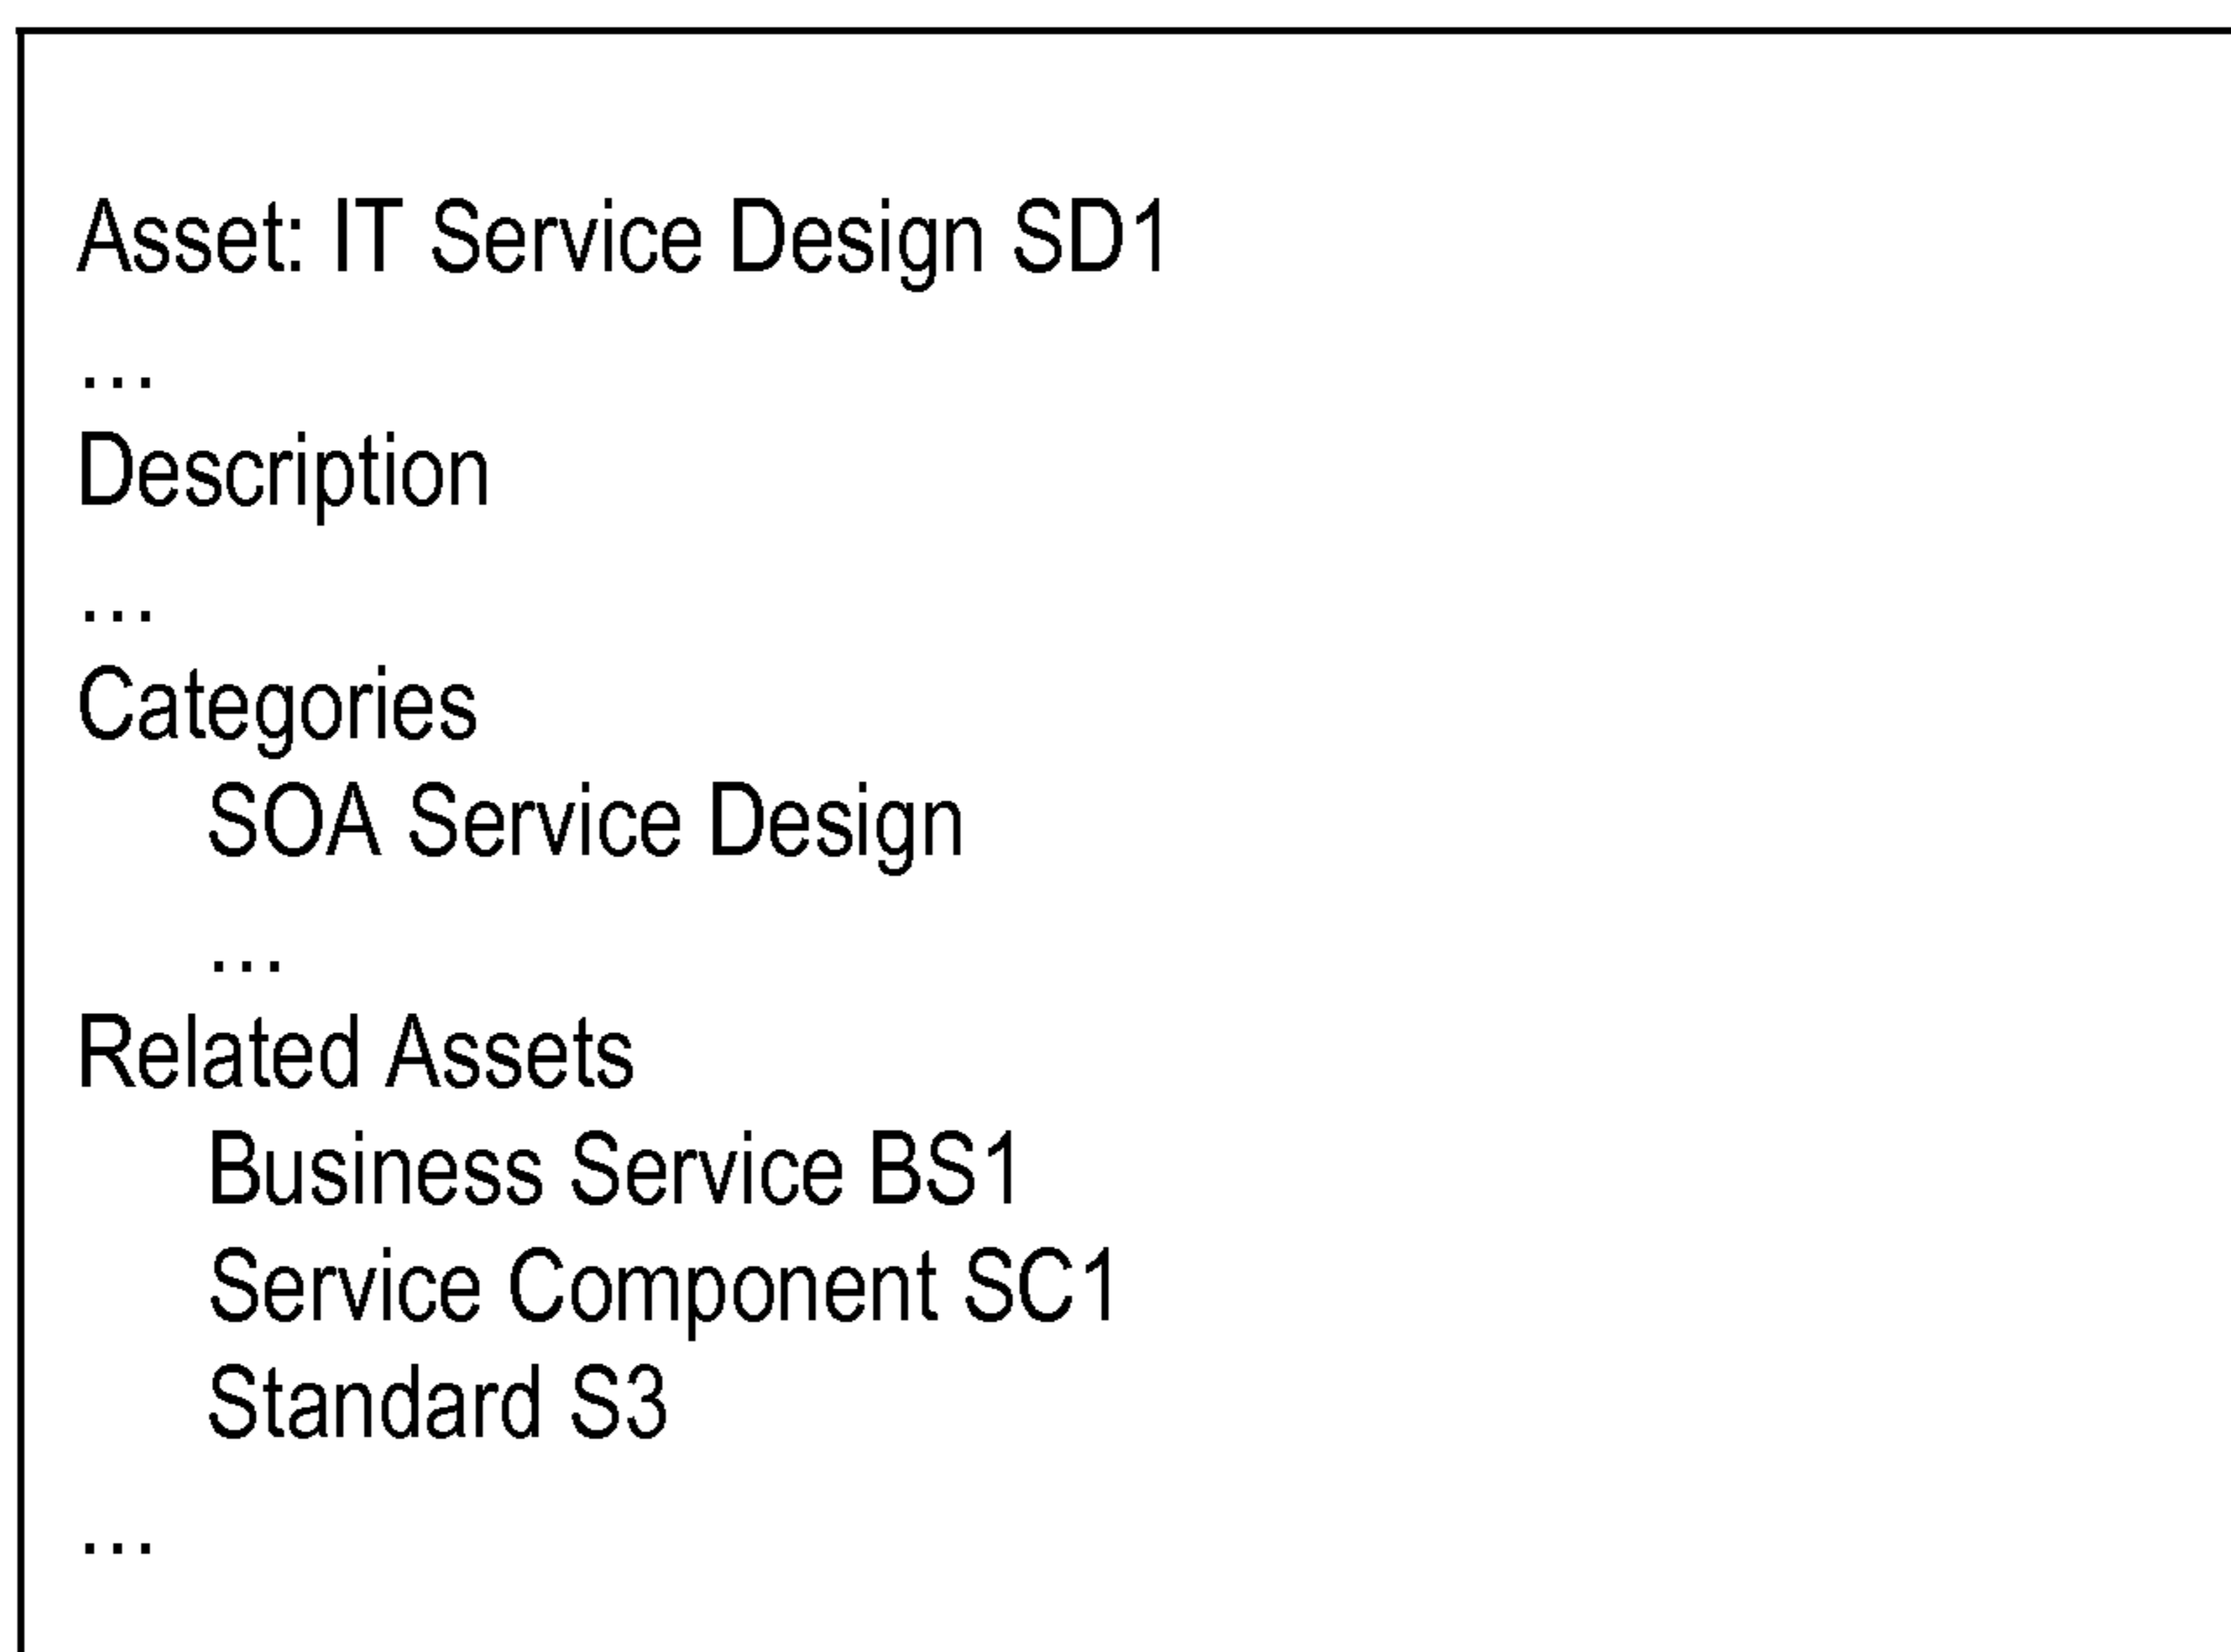 Asset: IT Service Design SD1
...
Description
...
Categories
SOA Service Design
...
Related Assets
Business Service BS1
Service Component SC1
Standard S3
...